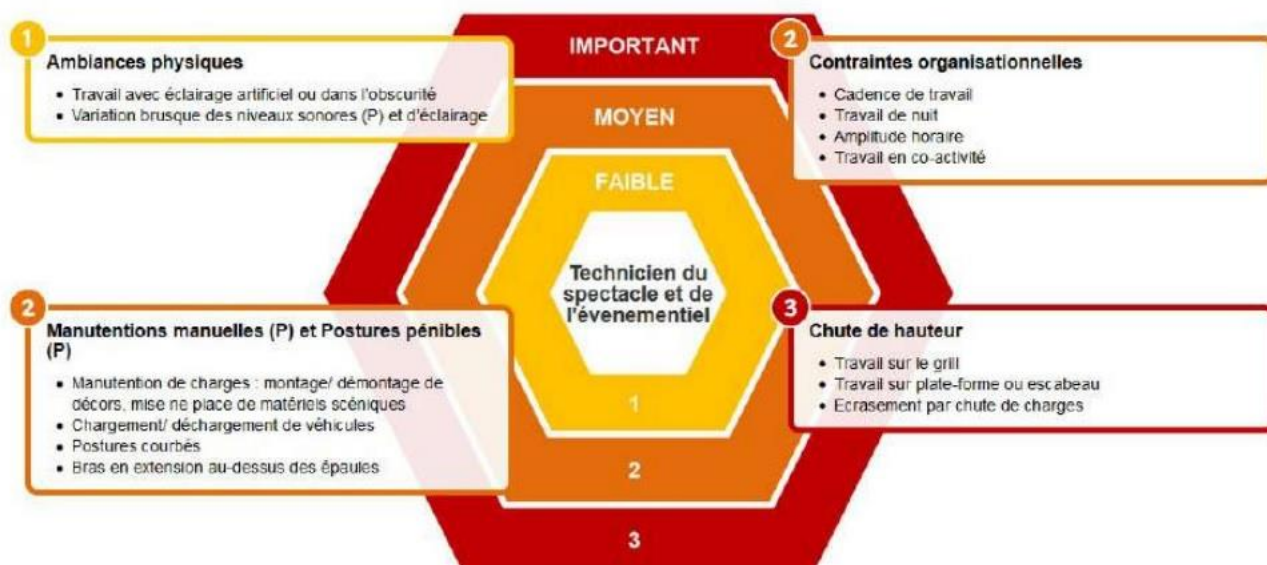 1
Ambiances physiques
• Travail avec éclairage artificiel ou dans l'obscurité
• Variation brusque des niveaux sonores (P) et d'éclairage
IMPORTANT
MOYEN
FAIBLE
2
Contraintes organisationnelles
• Cadence de travail
• Travail de nuit
• Amplitude horaire
• Travail en co-activité
Technicien du
spectacle et de
l'évenementiel
2
Manutentions manuelles (P) et Postures pénibles
(P)
• Manutention de charges : montage/ démontage de
décors, mise ne place de matériels scéniques
• Chargement/ déchargement de véhicules
• Postures courbés
• Bras en extension au-dessus des épaules
3
Chute de hauteur
• Travail sur le grill
• Travail sur plate-forme ou escabeau
• Ecrasement par chute de charges
1
2
3